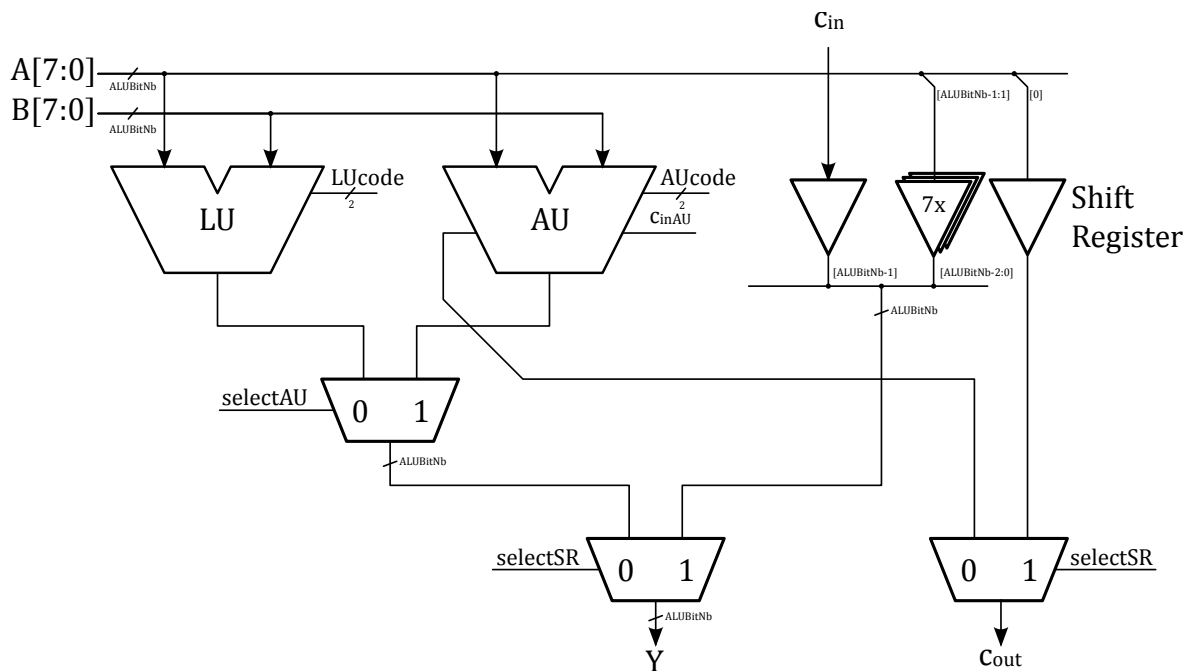 cin
A[7:0]
ALUBitNb
[ALUBitNb-1:1]
[0]
B[7:0]
ALUBitNb
LUcode
2
AUcode
2
cinAU
LU
AU
7x
Shift
Register
[ALUBitNb-1]
[ALUBitNb-2:0]
ALUBitNb
selectAU
0
1
ALUBitNb
selectSR
0
1
0
1
selectSR
ALUBitNb
Y
cout